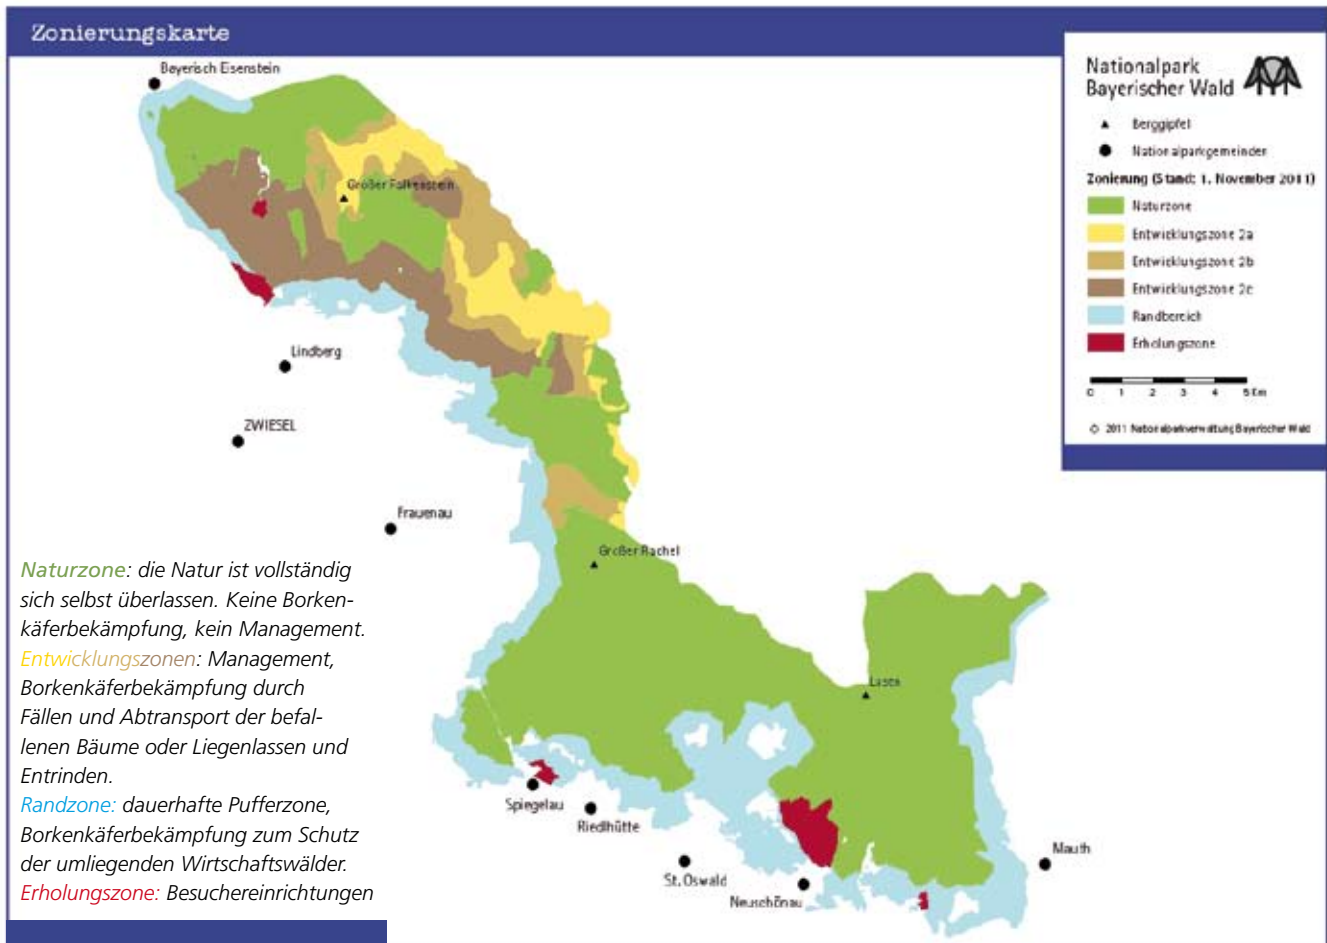 Zonierungskarte
Bayerisch Eisenstein
Großer Falkenstein
Lindberg
ZWIESEL
Frauenau
Großer Rachel
Lusen
Spiegelau
Riedlhütte
St. Oswald
Neuschönau
Mauth
Nationalpark
Bayerischer Wald
Berggipfel
Nationalparkgemeinden
Zonierung (Stand: 1. November 2011)
Naturzone
Entwicklungszone 2a
Entwicklungszone 2b
Entwicklungszone 2c
Randbereich
Erholungszone
0 1 2 3 4 5 Km
© 2011 Nationalparkverwaltung Bayerischer Wald
Naturzone: die Natur ist vollständig
sich selbst überlassen. Keine Borken-
käferbekämpfung, kein Management.
Entwicklungszonen: Management,
Borkenkäferbekämpfung durch
Fällen und Abtransport der befal-
lenen Bäume oder Liegenlassen und
Entrinden.
Randzone: dauerhafte Pufferzone,
Borkenkäferbekämpfung zum Schutz
der umliegenden Wirtschaftswälder.
Erholungszone: Besuchereinrichtungen